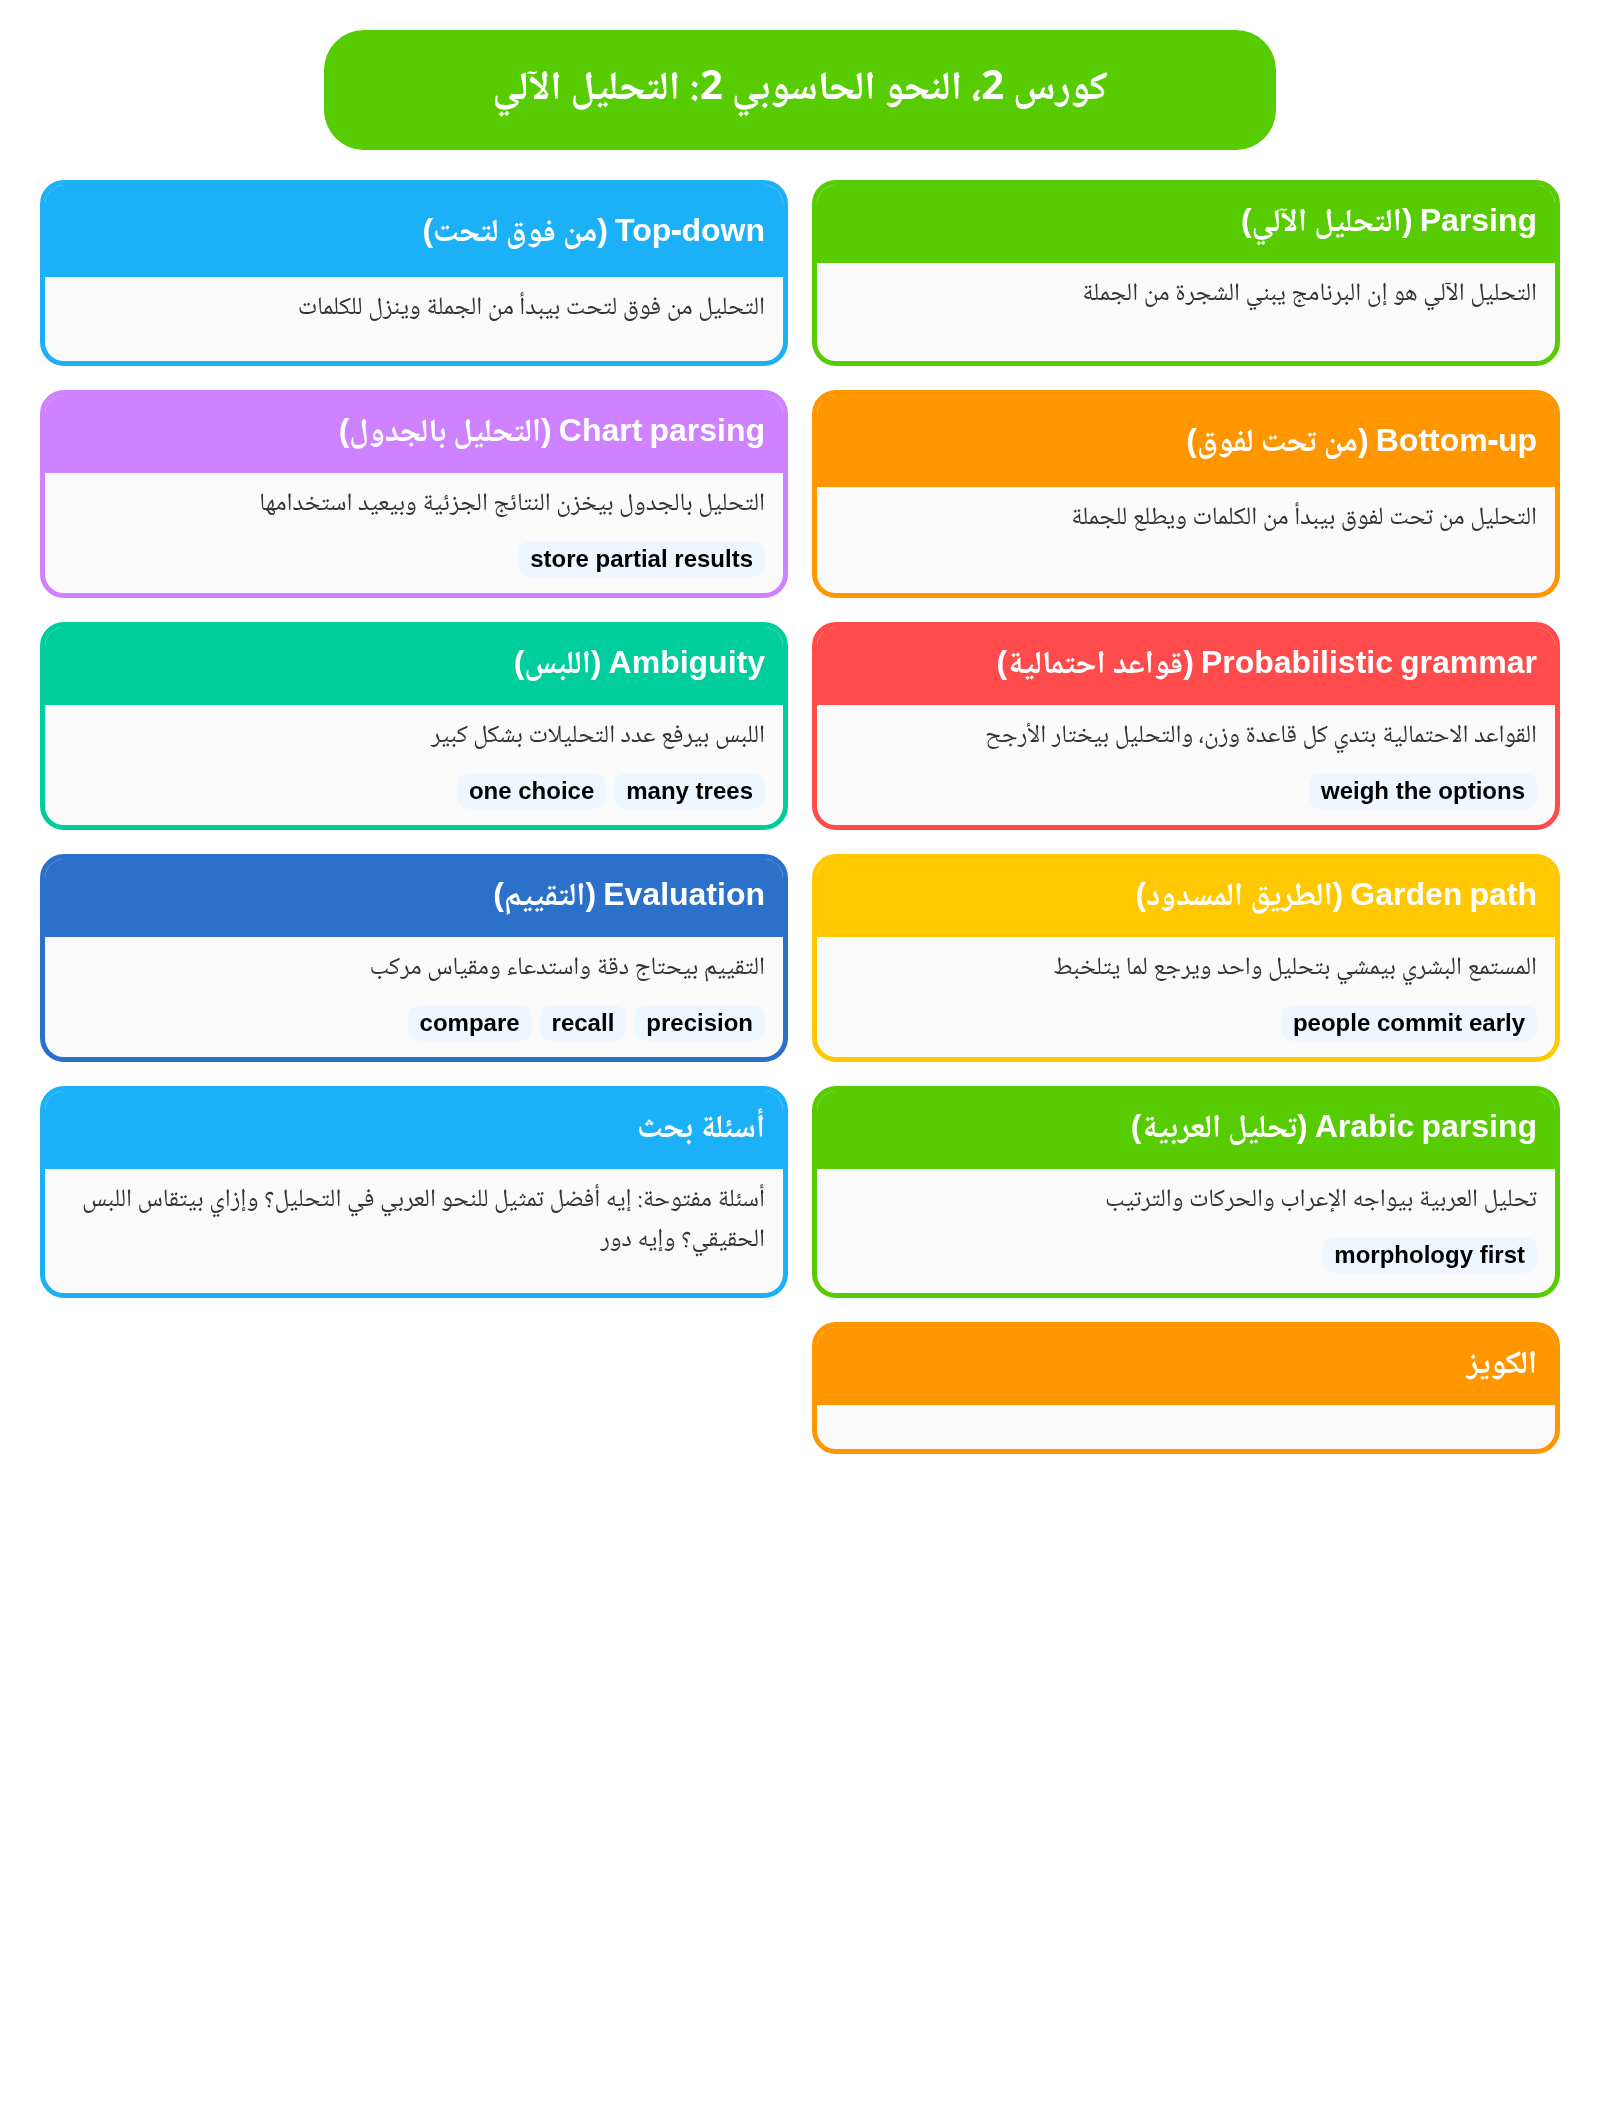 كورس 2، النحو الحاسوبي 2: التحليل الآلي
Parsing (التحليل الآلي)
التحليل الآلي هو إن البرنامج يبني الشجرة من الجملة
Top-down (من فوق لتحت)
التحليل من فوق لتحت بيبدأ من الجملة وينزل للكلمات
Bottom-up (من تحت لفوق)
التحليل من تحت لفوق بيبدأ من الكلمات ويطلع للجملة
Chart parsing (التحليل بالجدول)
التحليل بالجدول بيخزن النتائج الجزئية وبيعيد استخدامها
store partial results
Probabilistic grammar (قواعد احتمالية)
القواعد الاحتمالية بتدي كل قاعدة وزن، والتحليل بيختار الأرجح
weigh the options
Ambiguity (اللبس)
اللبس بيرفع عدد التحليلات بشكل كبير
many trees one choice
Garden path (الطريق المسدود)
المستمع البشري بيمشي بتحليل واحد ويرجع لما يتلخبط
people commit early
Evaluation (التقييم)
التقييم بيحتاج دقة واستدعاء ومقياس مركب
precision recall compare
Arabic parsing (تحليل العربية)
تحليل العربية بيواجه الإعراب والحركات والترتيب
morphology first
أسئلة بحث
أسئلة مفتوحة: إيه أفضل تمثيل للنحو العربي في التحليل؟ وإزاي بيتقاس اللبس
الحقيقي؟ وإيه دور
الكويز